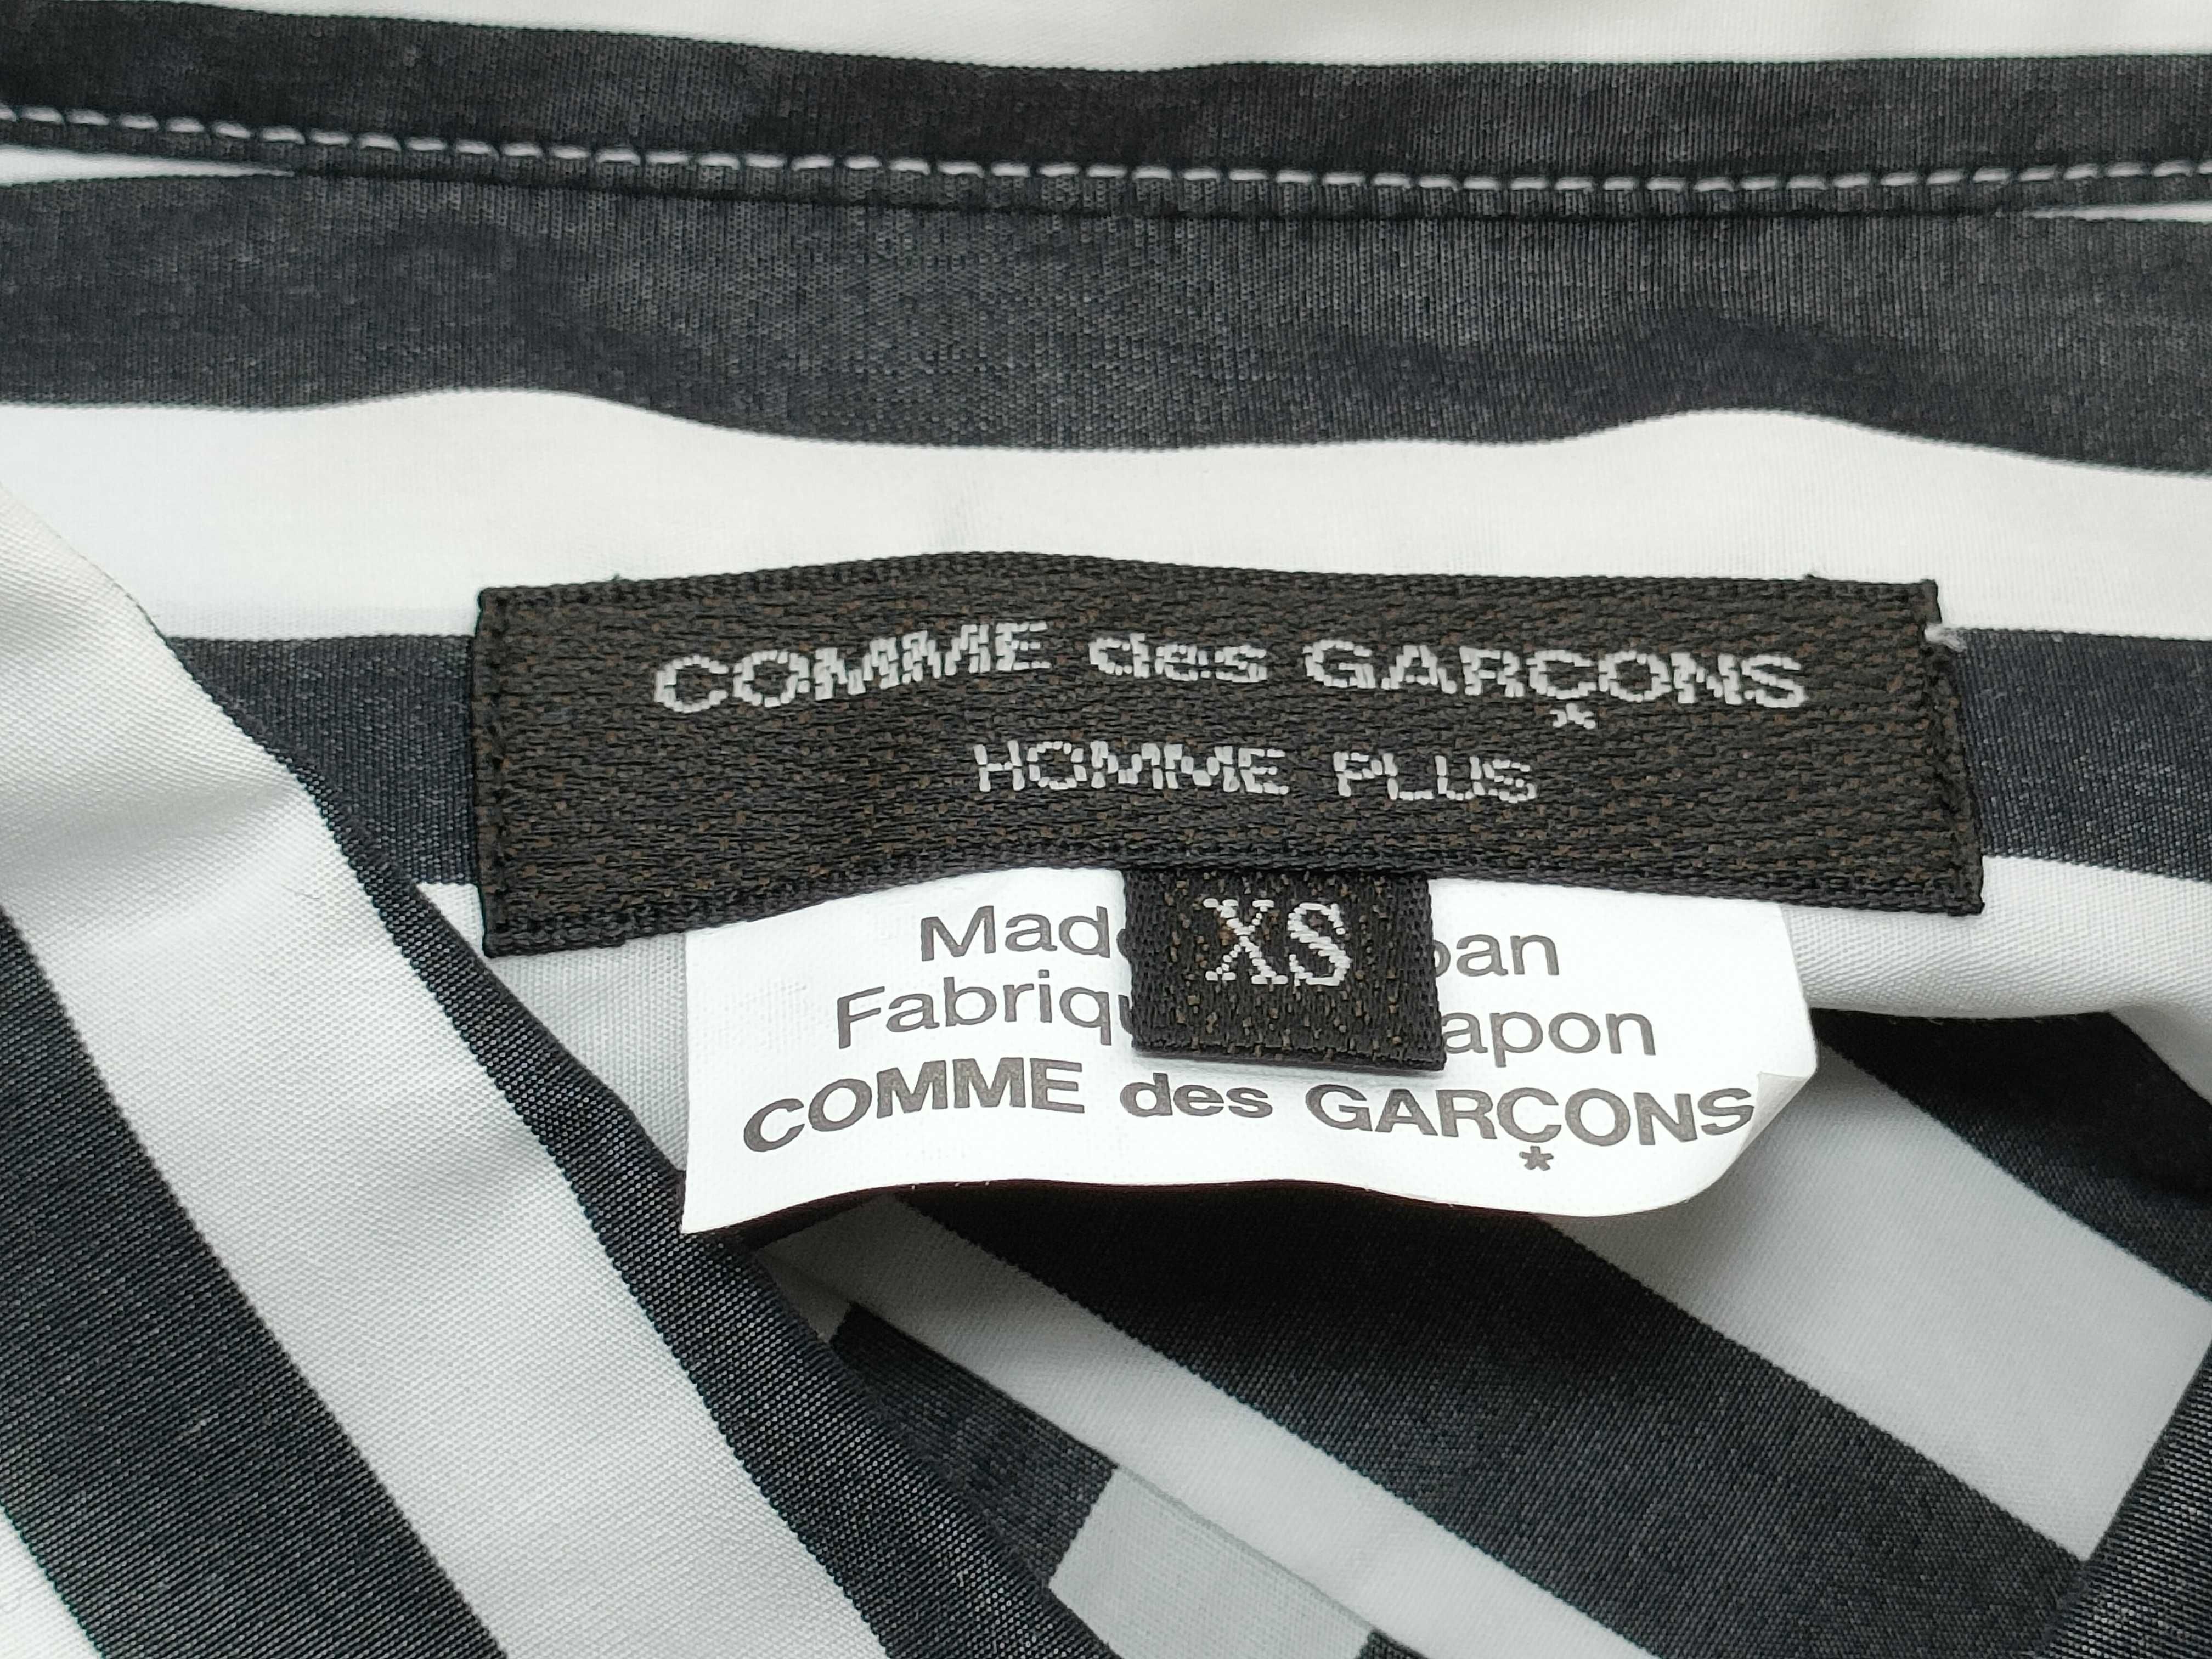 COMME des GARÇONS
*
HOMME PLUS
XS
COMME des GARÇONS
*